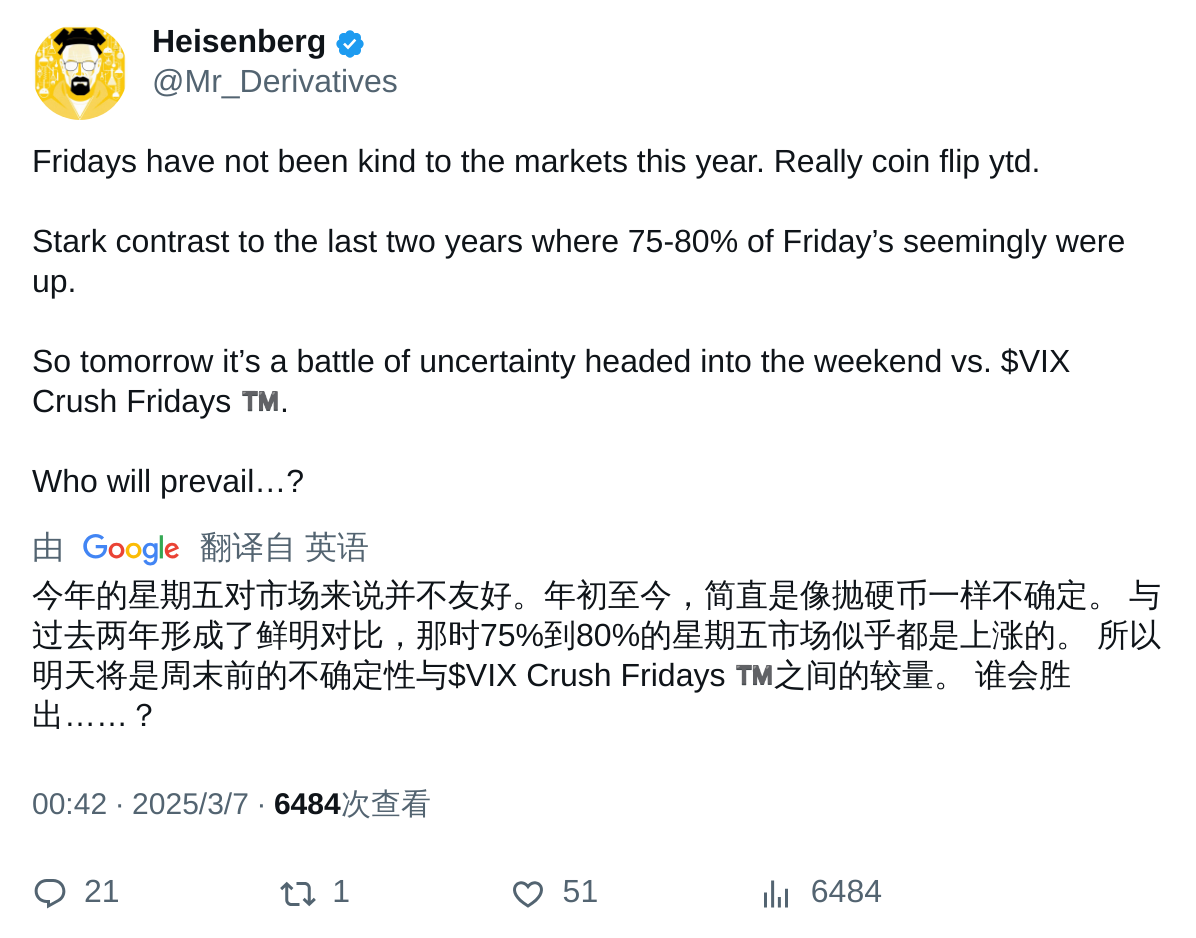 Heisenberg
@Mr_Derivatives
Fridays have not been kind to the markets this year. Really coin flip ytd.
Stark contrast to the last two years where 75-80% of Friday’s seemingly were
up.
So tomorrow it’s a battle of uncertainty headed into the weekend vs. $VIX
Crush Fridays ™️.
Who will prevail…?
由 Google 翻译自 英语
今年的星期五对市场来说并不友好。年初至今，简直是像抛硬币一样不确定。 与
过去两年形成了鲜明对比，那时75%到80%的星期五市场似乎都是上涨的。 所以
明天将是周末前的不确定性与$VIX Crush Fridays ™️之间的较量。 谁会胜
出……？
00:42 · 2025/3/7 · 6484次查看
21 1 51 6484